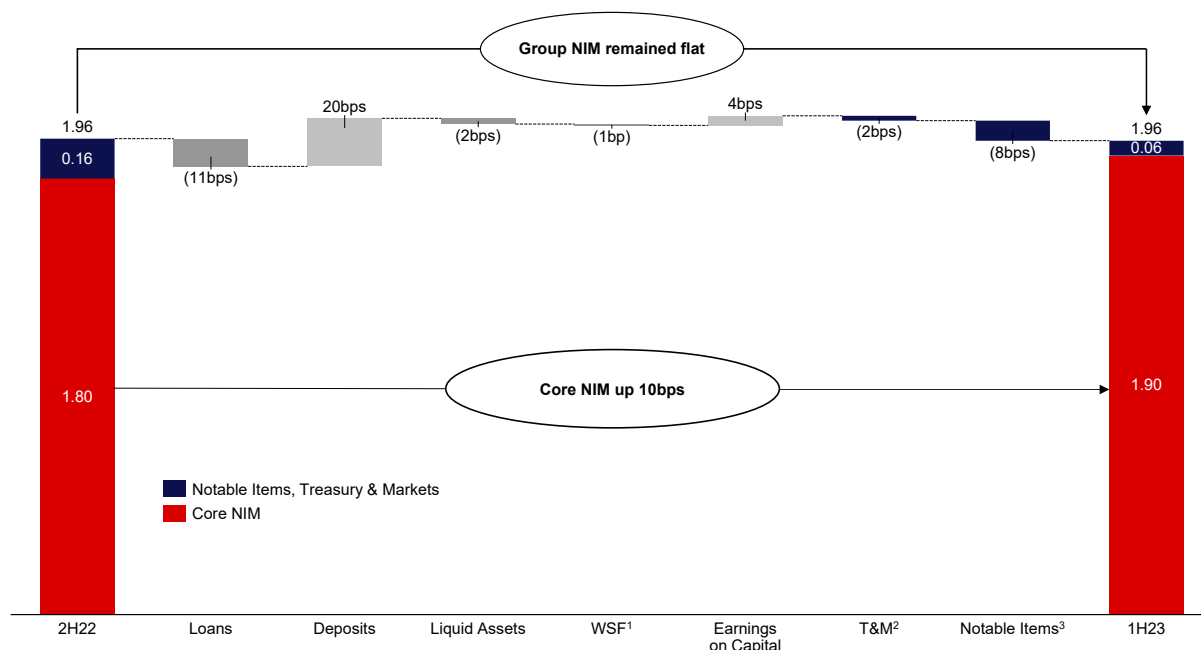 Group NIM remained flat
1.96
0.16
1.80
(11bps)
20bps
(2bps)
(1bp)
4bps
(2bps)
(8bps)
1.96
0.06
1.90
Core NIM up 10bps
Notable Items, Treasury & Markets
Core NIM
2H22
Loans
Deposits
Liquid Assets
WSF¹
Earnings
on Capital
T&M²
Notable Items³
1H23